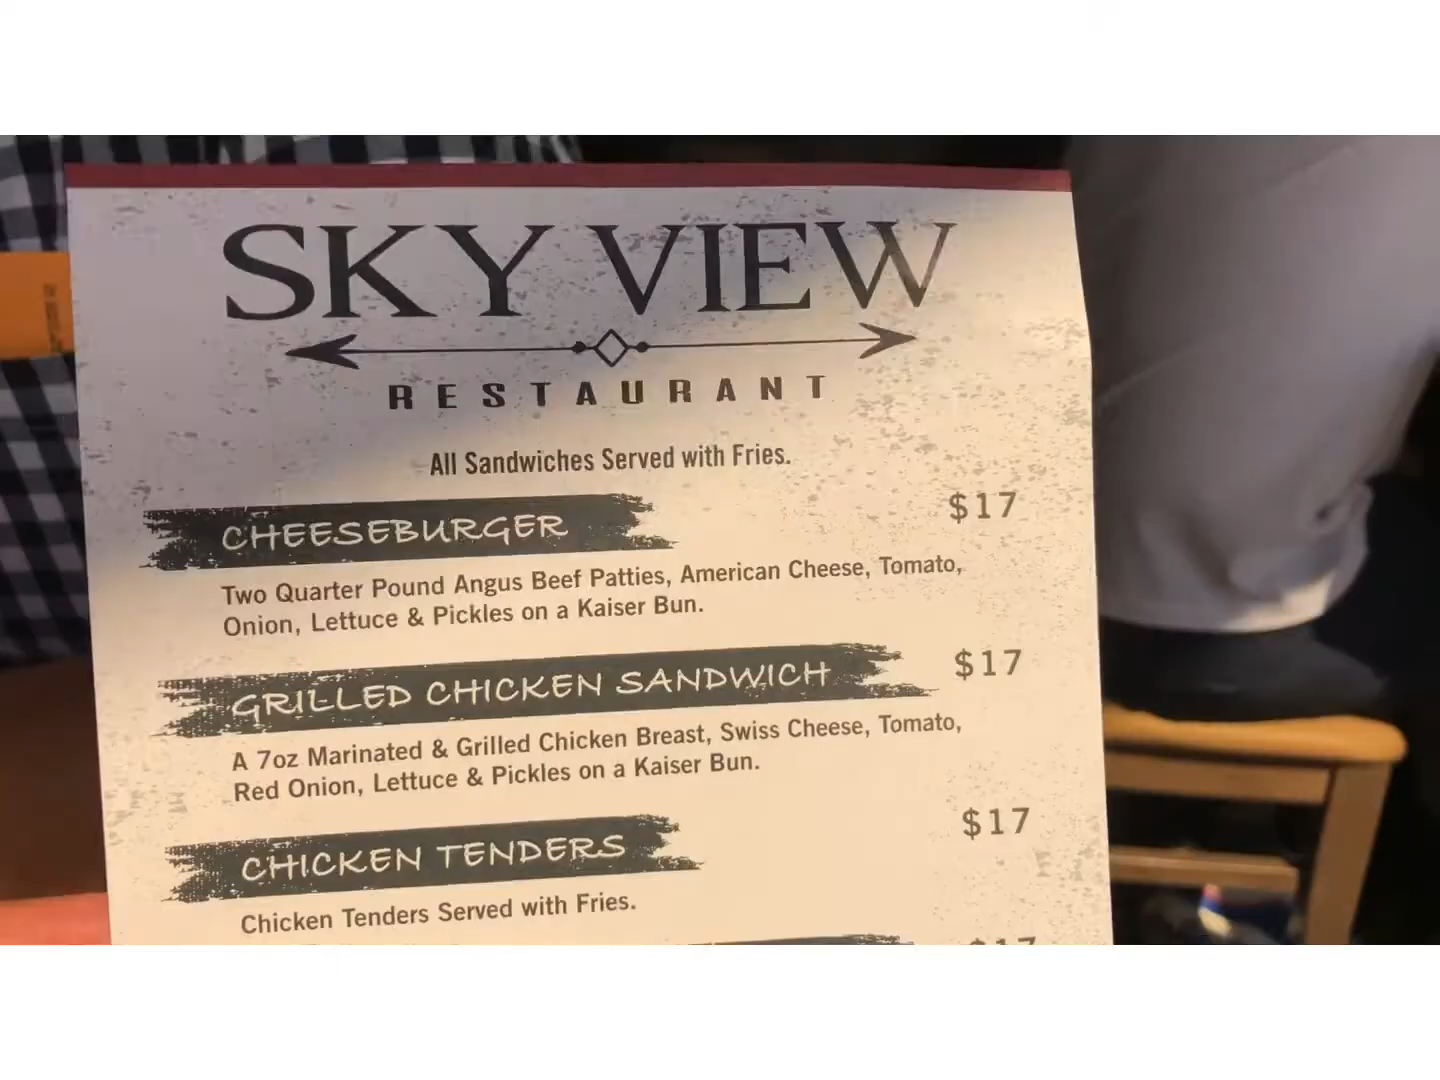 SKY VIEW
RESTAURANT
All Sandwiches Served with Fries.
CHEESEBURGER $17
Two Quarter Pound Angus Beef Patties, American Cheese, Tomato,
Onion, Lettuce & Pickles on a Kaiser Bun.
GRILLED CHICKEN SANDWICH $17
A 7oz Marinated & Grilled Chicken Breast, Swiss Cheese, Tomato,
Red Onion, Lettuce & Pickles on a Kaiser Bun.
CHICKEN TENDERS $17
Chicken Tenders Served with Fries.
$17